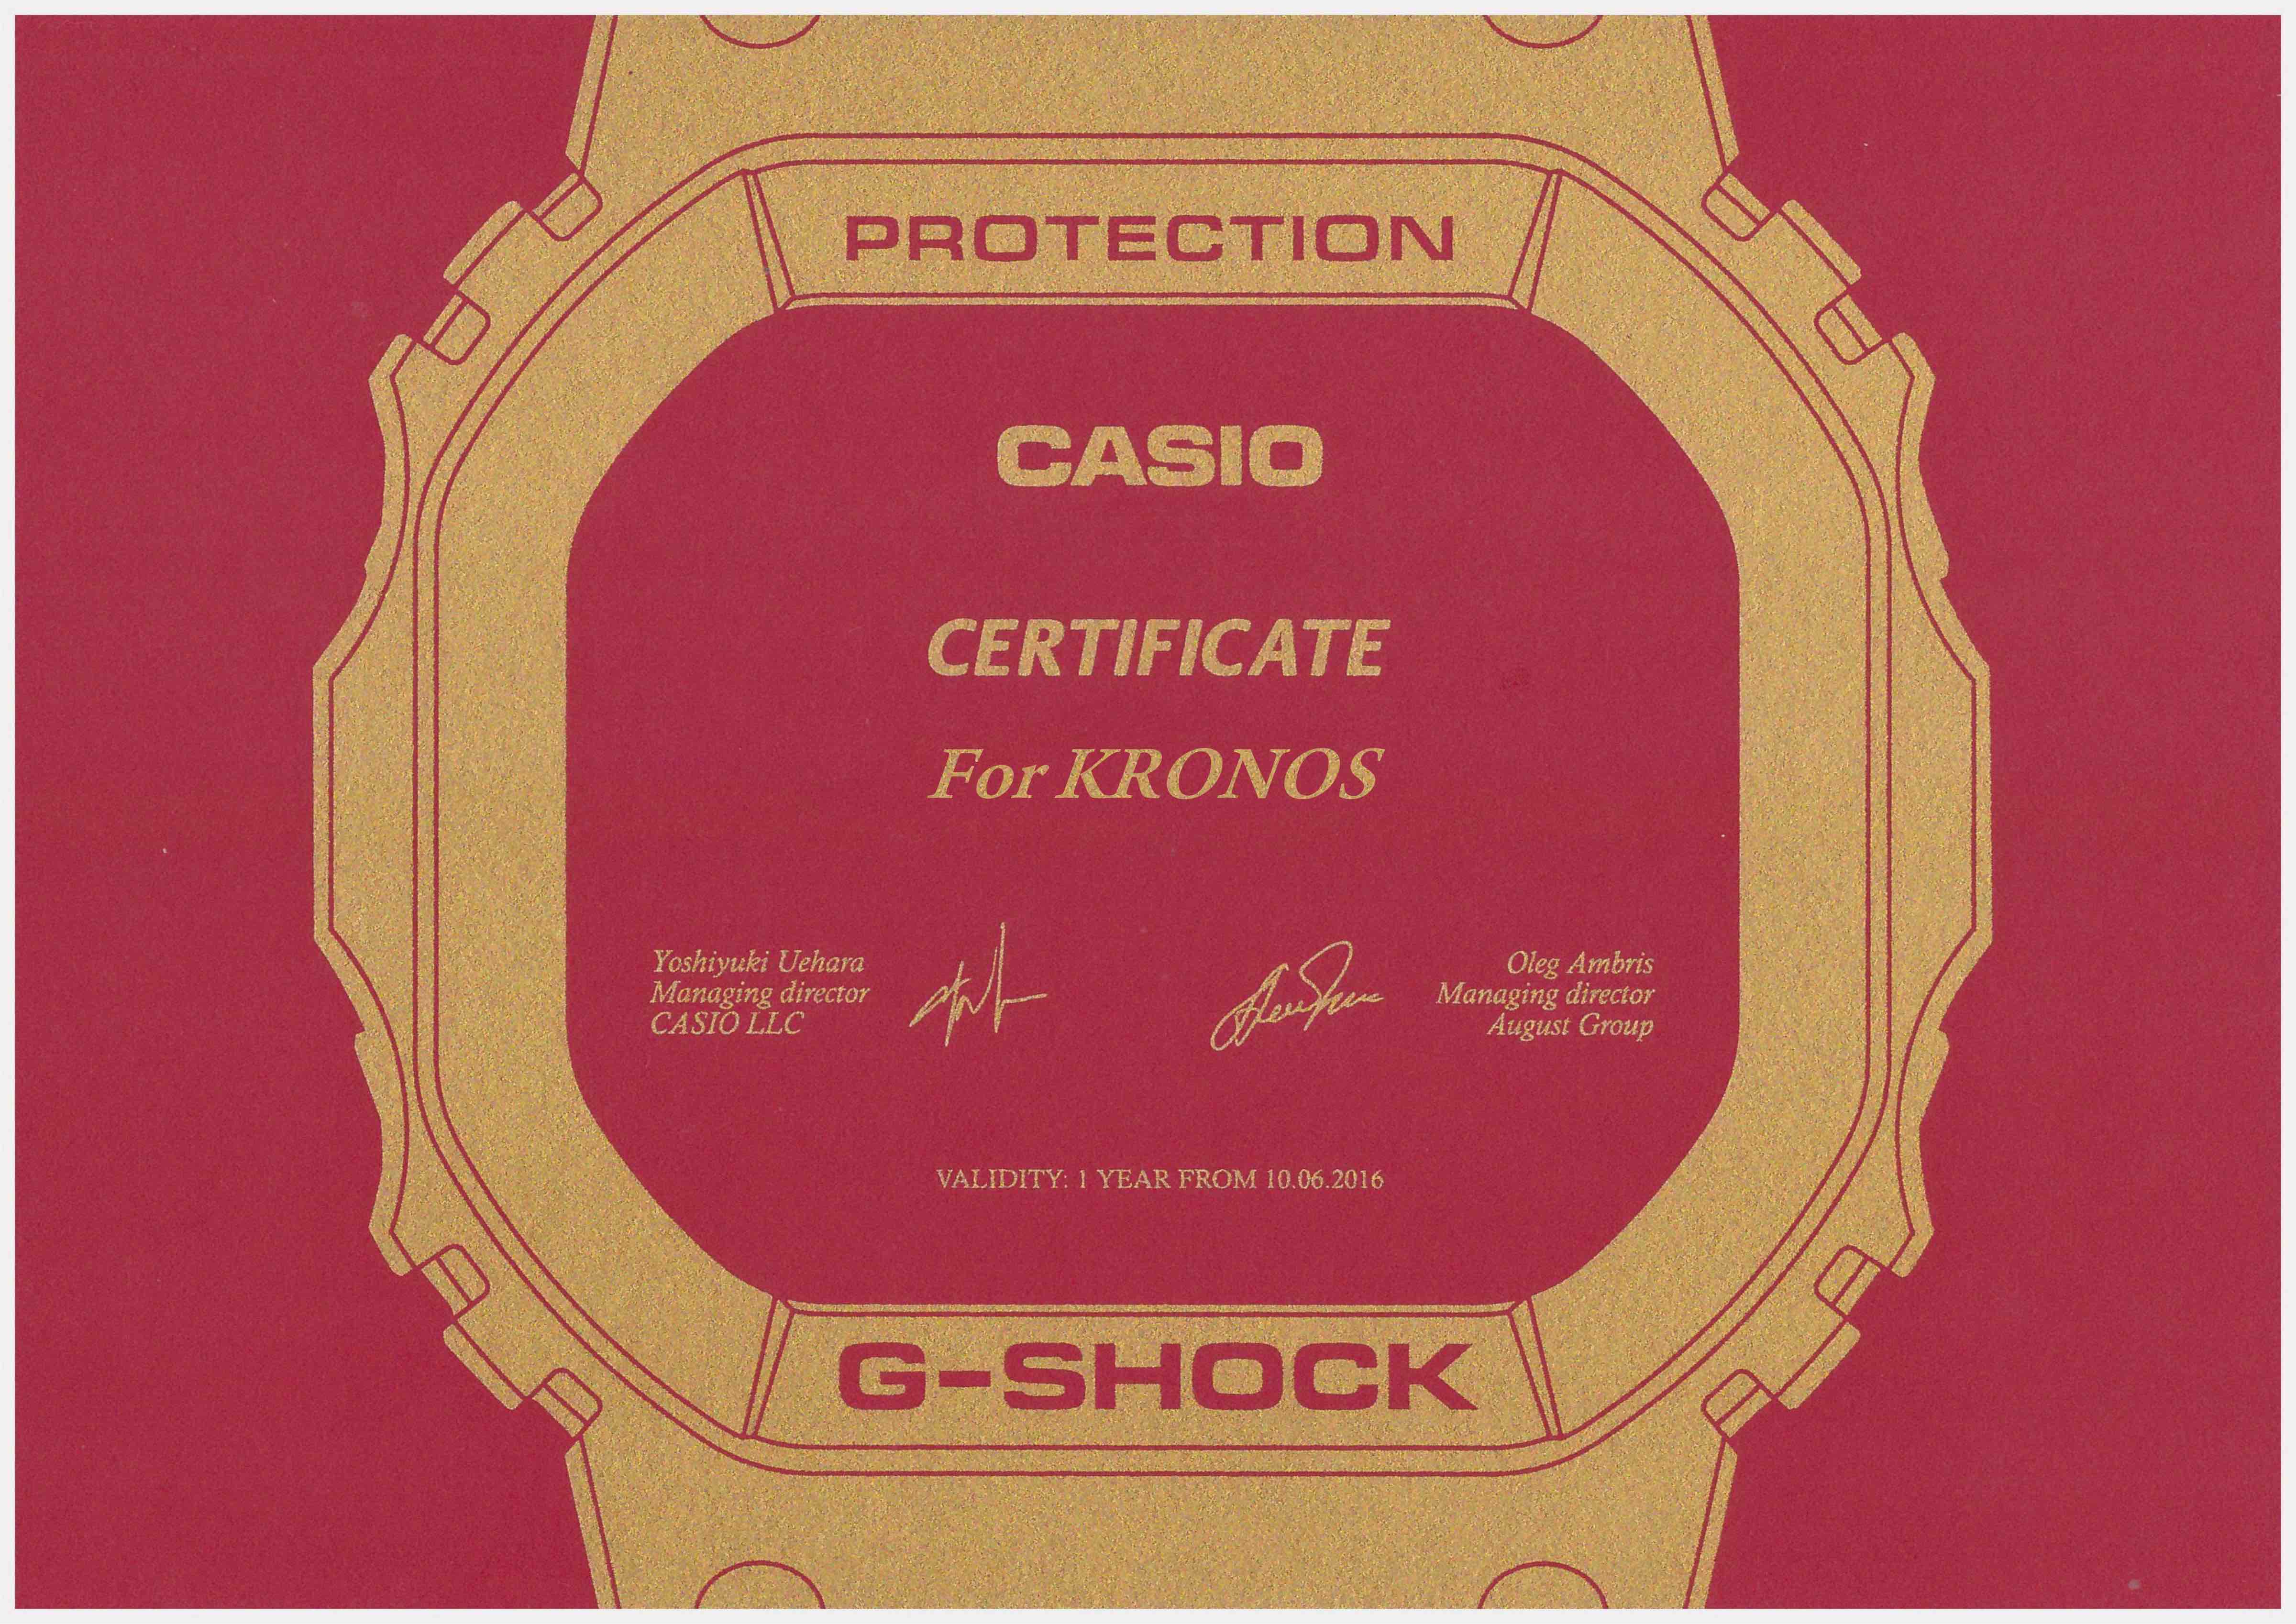 PROTECTION
CASIO
CERTIFICATE
For KRONOS
Yoshiyuki Uehara
Managing director
CASIO LLC
Oleg Ambris
Managing director
August Group
VALIDITY: 1 YEAR FROM 10.06.2016
G-SHOCK